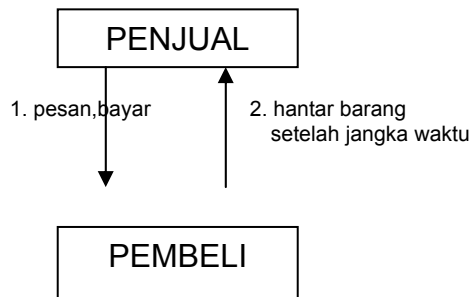 PENJUAL
1. pesan,bayar
2. hantar barang
setelah jangka waktu
PEMBELI